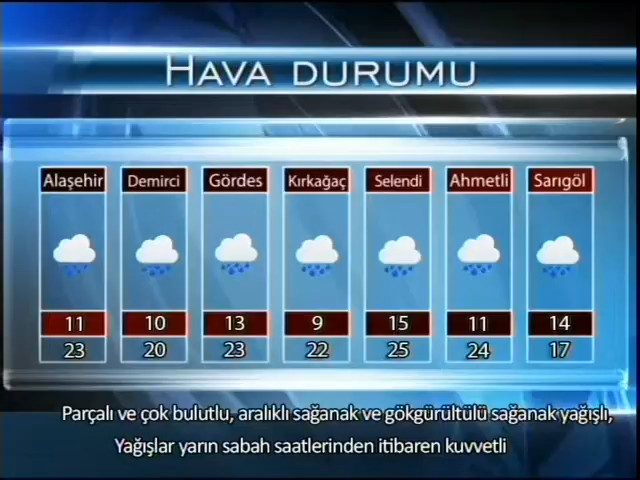 HAVA DURUMU
Alaşehir Demirci Gördes Kırkağaç Selendi Ahmetli Sarıgöl
11 10 13 9 15 11 14
23 20 23 22 25 24 17
Parçalı ve çok bulutlu, aralıklı sağanak ve gökgürültülü sağanak yağışlı,
Yağışlar yarın sabah saatlerinden itibaren kuvvetli